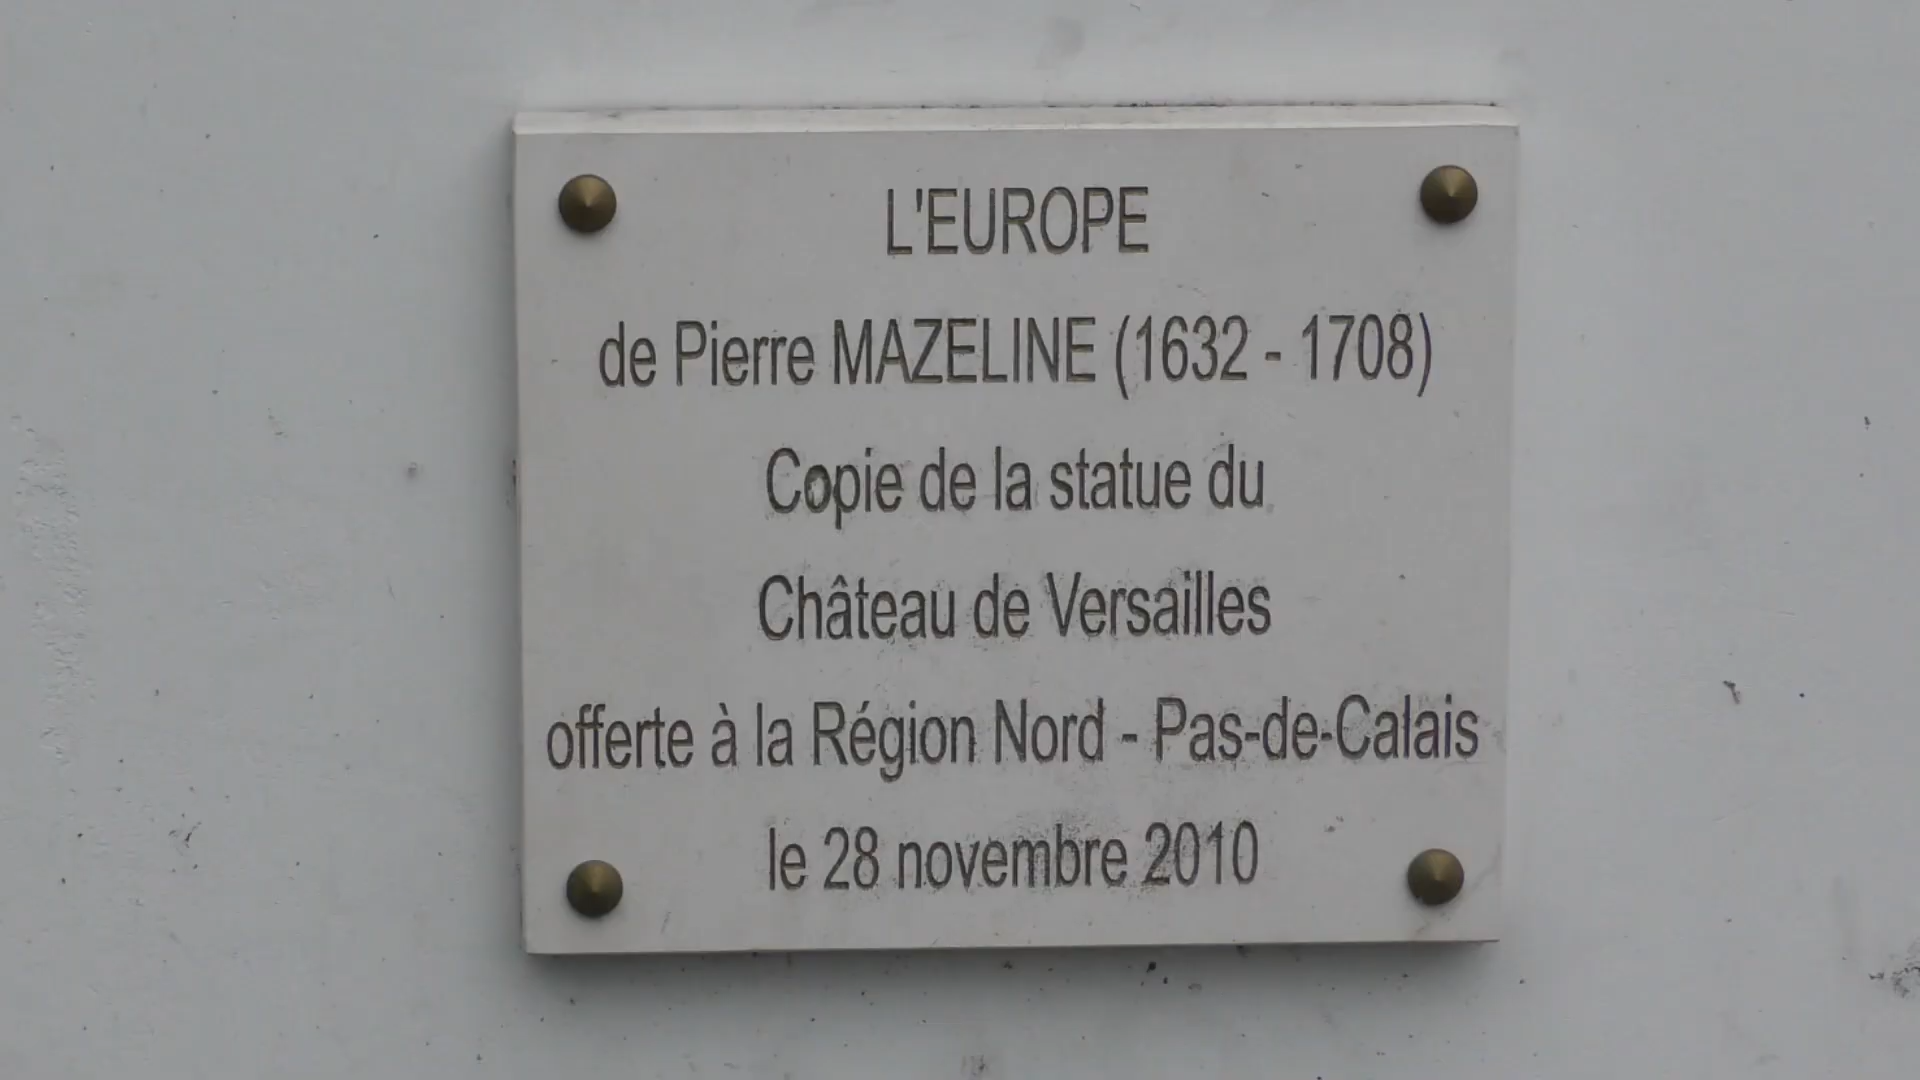 L'EUROPE
de Pierre MAZELINE (1632 - 1708)
Copie de la statue du
Château de Versailles
offerte à la Région Nord - Pas-de-Calais
le 28 novembre 2010